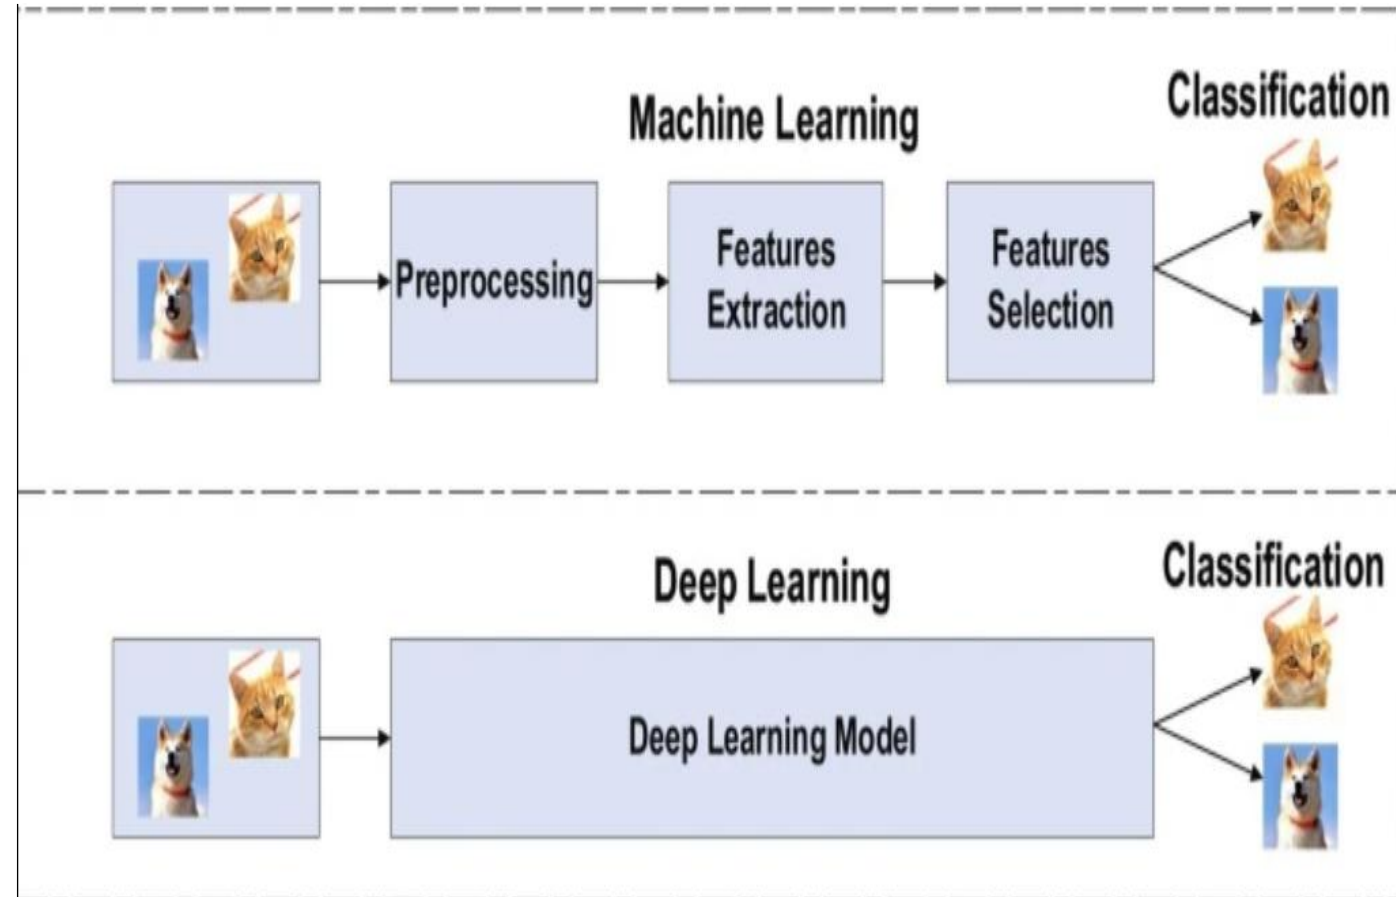 Machine Learning
Classification
Preprocessing
Features
Extraction
Features
Selection
Deep Learning
Classification
Deep Learning Model